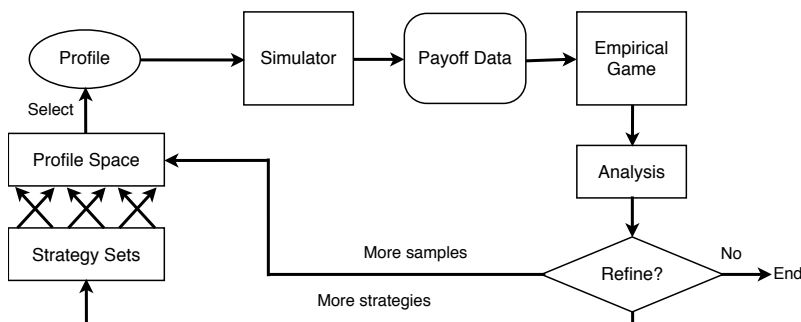 Profile
Simulator
Payoff Data
Empirical
Game
Select
Profile Space
Analysis
Strategy Sets
More samples
Refine?
No
End
More strategies